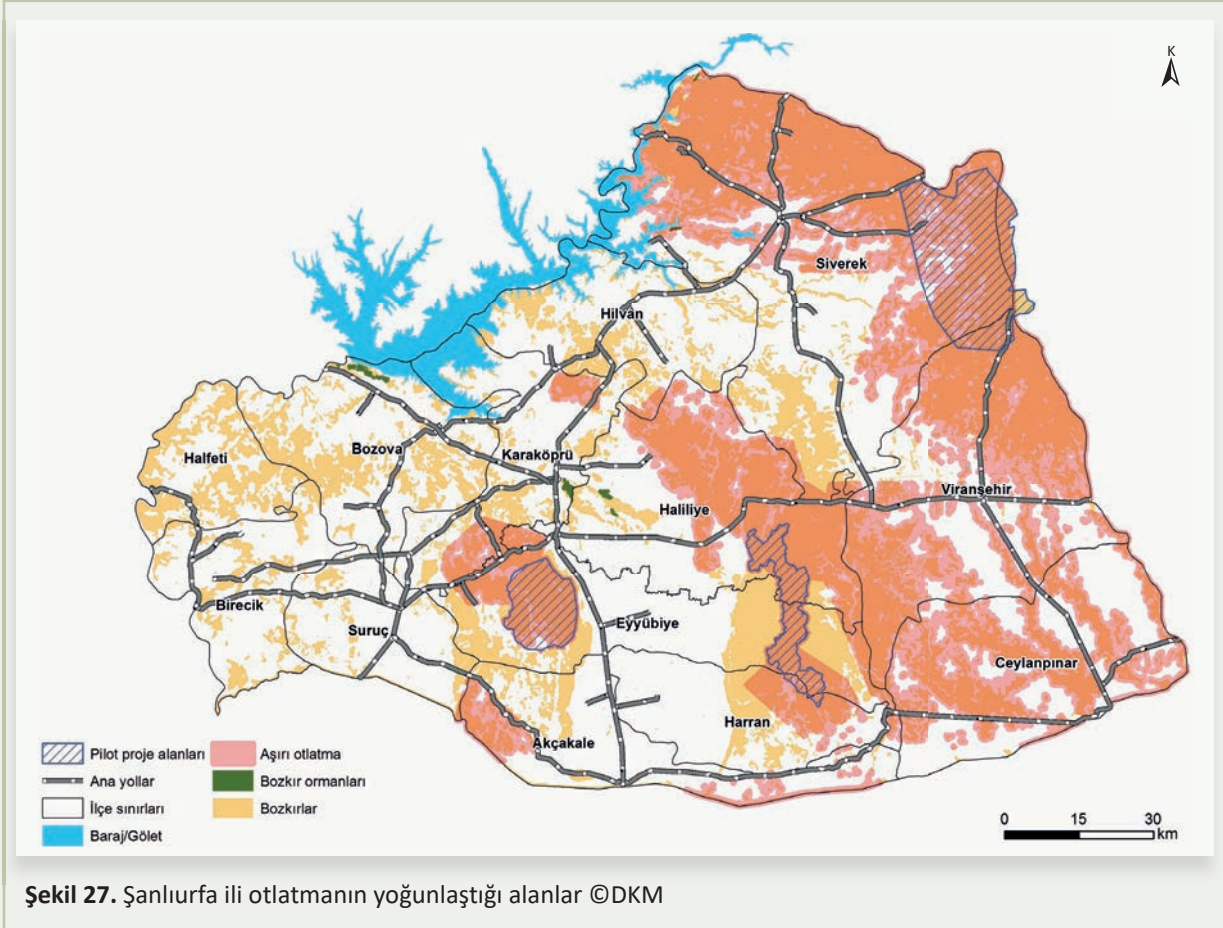 K
Siverek
Hilvan
Halfeti
Bozova
Karaköprü
Viranşehir
Haliliye
Birecik
Suruç
Eyyübiye
Ceylanpınar
Harran
Akçakale
Pilot proje alanları
Ana yollar
İlçe sınırları
Baraj/Gölet
Aşırı otlatma
Bozkır ormanları
Bozkırlar
0 15 30
km
Şekil 27. Şanlıurfa ili otlatmanın yoğunlaştığı alanlar ©DKM